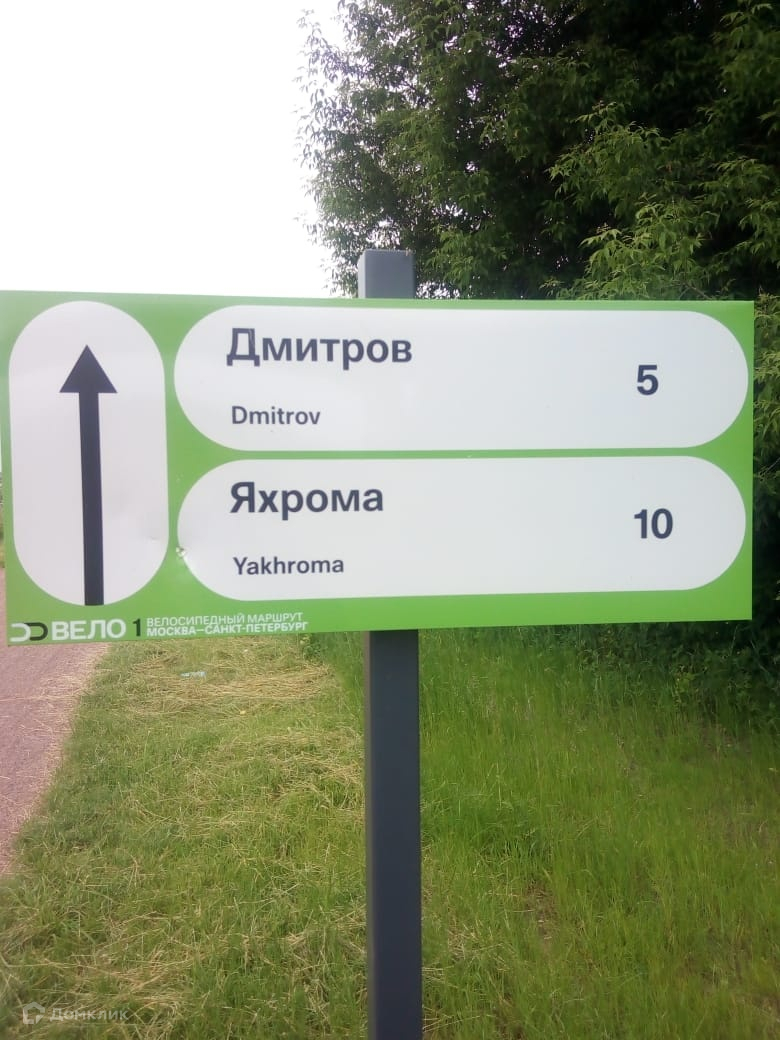 Дмитров
5
Dmitrov
Яхрома
10
Yakhroma
ВЕЛО 1 ВЕЛОСИПЕДНЫЙ МАРШРУТ
МОСКВА–САНКТ-ПЕТЕРБУРГ
Домклик